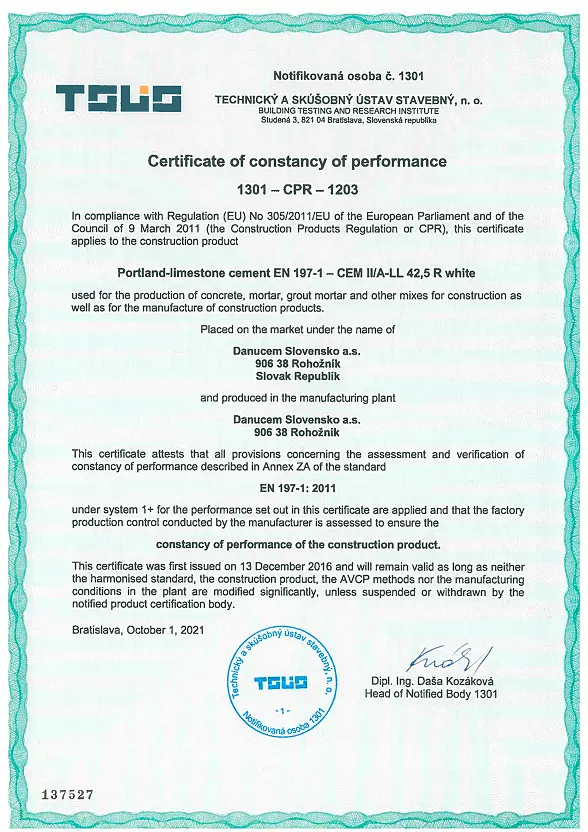 TSÚS
Notifikovaná osoba č. 1301
TECHNICKÝ A SKÚŠOBNÝ ÚSTAV STAVEBNÝ, n. o.
BUILDING TESTING AND RESEARCH INSTITUTE
Studená 3, 821 04 Bratislava, Slovenská republika
Certificate of constancy of performance
1301 – CPR – 1203
In compliance with Regulation (EU) No 305/2011/EU of the European Parliament and of the
Council of 9 March 2011 (the Construction Products Regulation or CPR), this certificate
applies to the construction product
Portland-limestone cement EN 197-1 – CEM II/A-LL 42,5 R white
used for the production of concrete, mortar, grout mortar and other mixes for construction as
well as for the manufacture of construction products.
Placed on the market under the name of
Danucem Slovensko a.s.
906 38 Rohožník
Slovak Republik
and produced in the manufacturing plant
Danucem Slovensko a.s.
906 38 Rohožník
This certificate attests that all provisions concerning the assessment and verification of
constancy of performance described in Annex ZA of the standard
EN 197-1: 2011
under system 1+ for the performance set out in this certificate are applied and that the factory
production control conducted by the manufacturer is assessed to ensure the
constancy of performance of the construction product.
This certificate was first issued on 13 December 2016 and will remain valid as long as neither
the harmonised standard, the construction product, the AVCP methods nor the manufacturing
conditions in the plant are modified significantly, unless suspended or withdrawn by the
notified product certification body.
Bratislava, October 1, 2021
Technický a skúšobný ústav stavebný, n. o.
TSÚS
- 1 -
Notifikovaná osoba 1301
Dipl. Ing. Daša Kozáková
Head of Notified Body 1301
137527